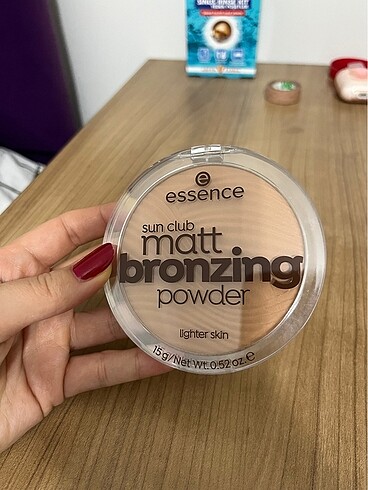 essence
sun club
matt
bronzing
powder
lighter skin
15g/Net WT. 0.52 oz. e